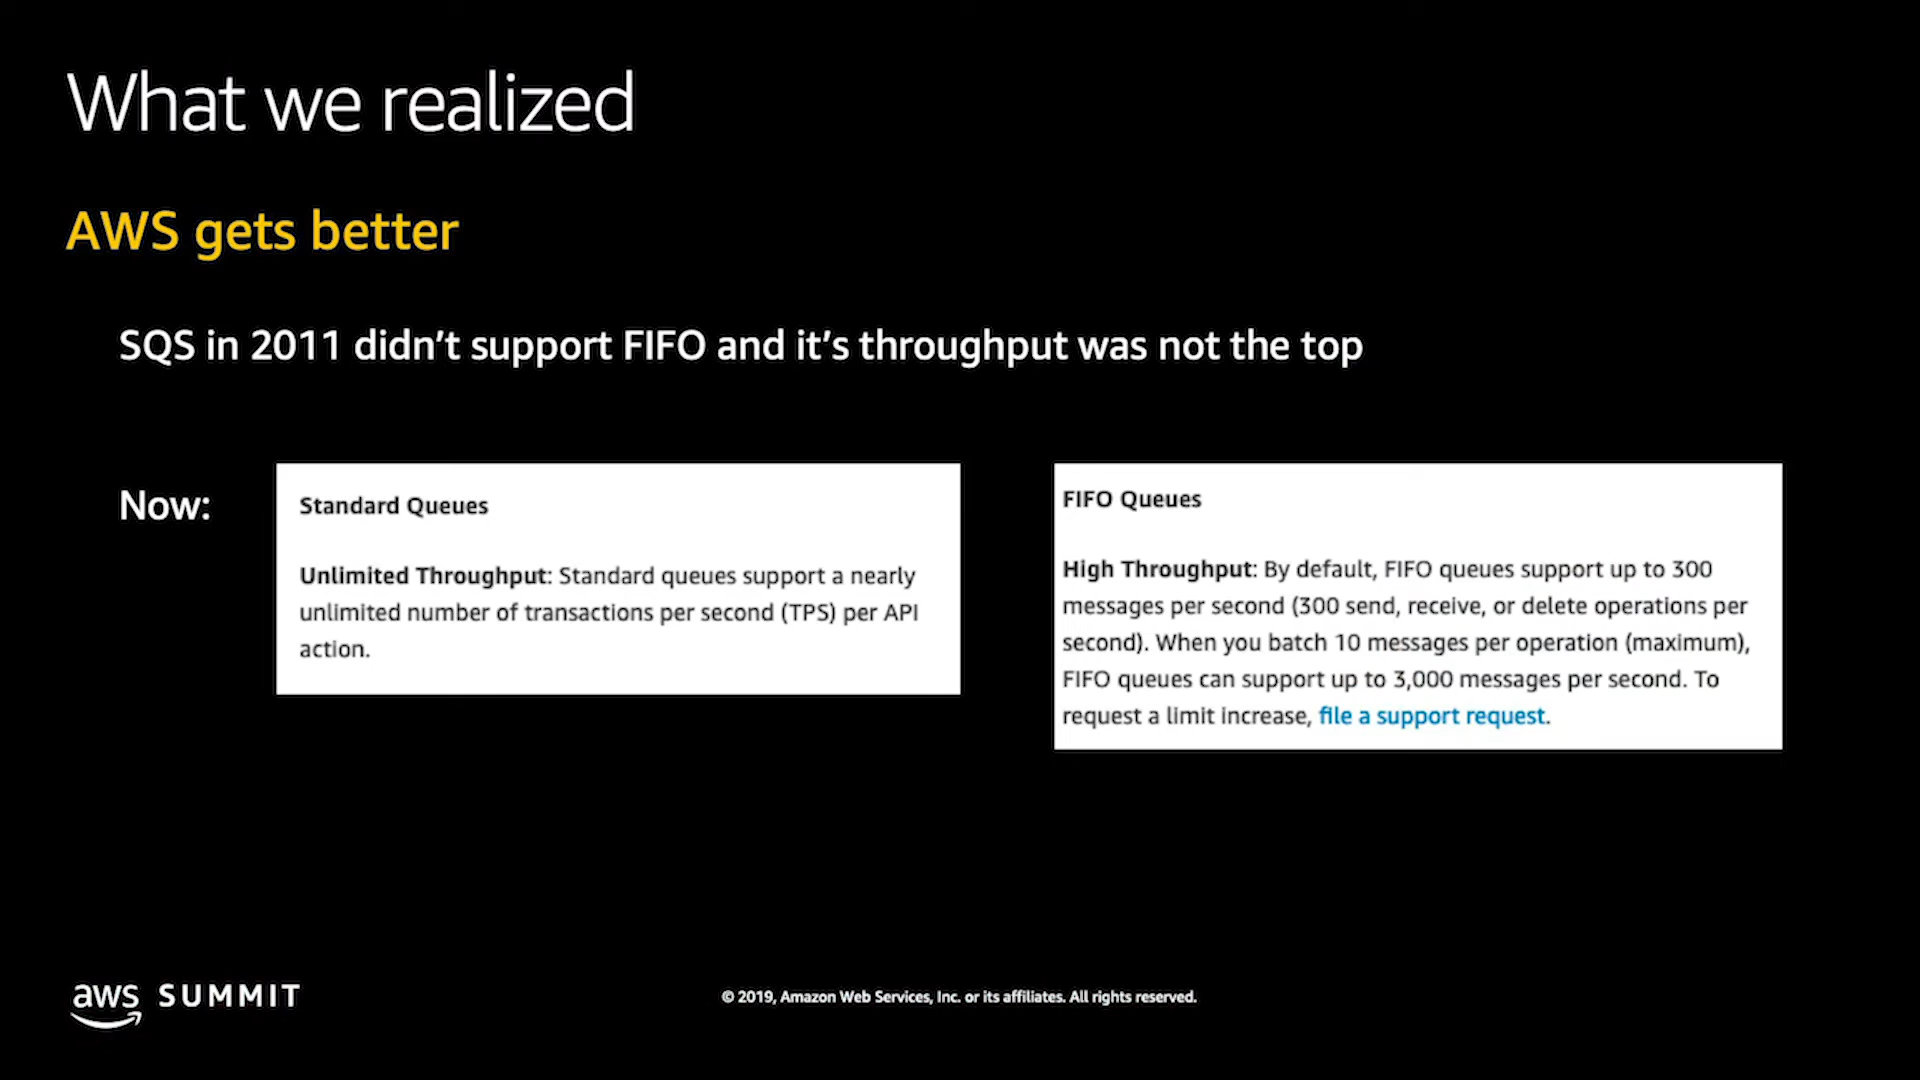 What we realized
AWS gets better
SQS in 2011 didn't support FIFO and it's throughput was not the top
Now:
Standard Queues
Unlimited Throughput: Standard queues support a nearly
unlimited number of transactions per second (TPS) per API
action.
FIFO Queues
High Throughput: By default, FIFO queues support up to 300
messages per second (300 send, receive, or delete operations per
second). When you batch 10 messages per operation (maximum),
FIFO queues can support up to 3,000 messages per second. To
request a limit increase, file a support request.
aws SUMMIT
© 2019, Amazon Web Services, Inc. or its affiliates. All rights reserved.